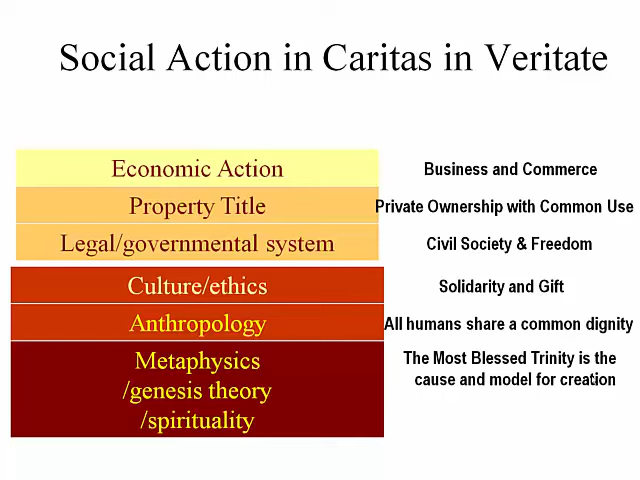 Social Action in Caritas in Veritate
Economic Action
Business and Commerce
Property Title
Private Ownership with Common Use
Legal/governmental system
Civil Society & Freedom
Culture/ethics
Solidarity and Gift
Anthropology
All humans share a common dignity
Metaphysics
/genesis theory
/spirituality
The Most Blessed Trinity is the
cause and model for creation